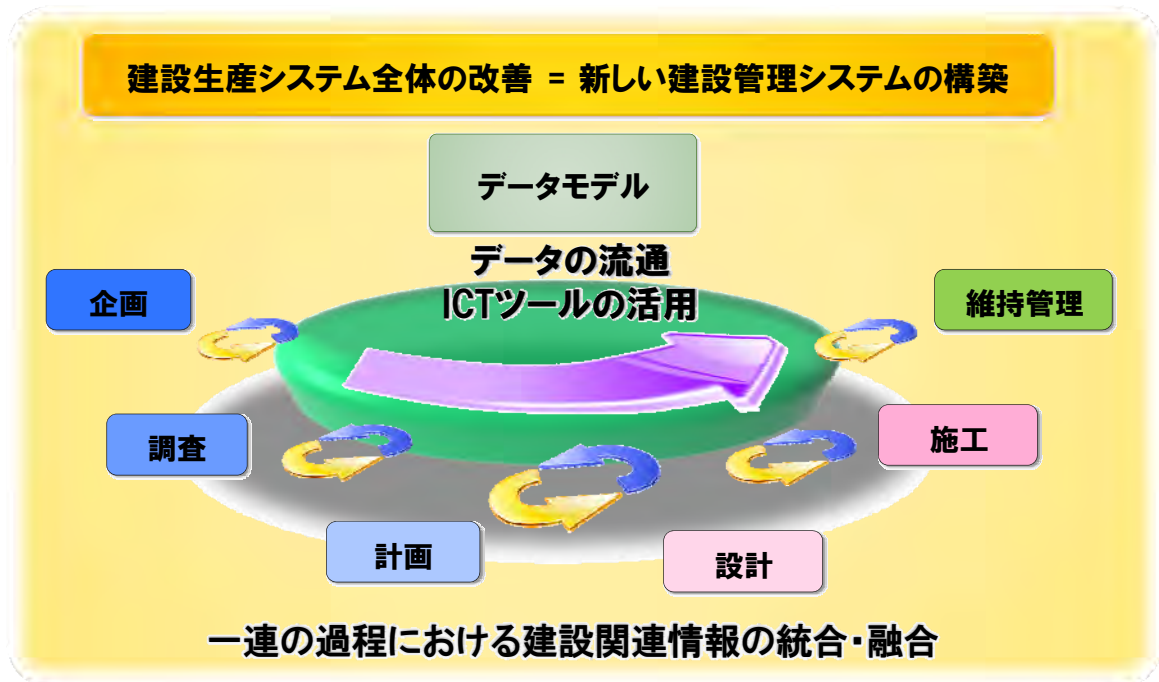 建設生産システム全体の改善 = 新しい建設管理システムの構築
データモデル
データの流通
ICTツールの活用
企画
維持管理
調査
施工
計画
設計
一連の過程における建設関連情報の統合・融合